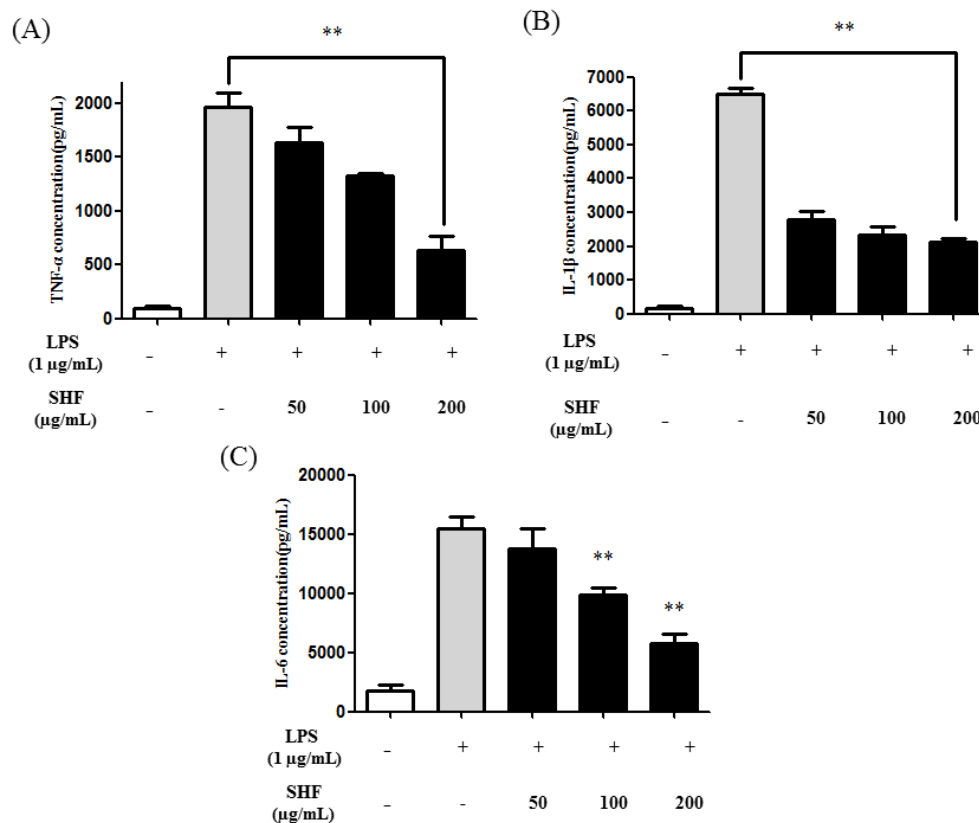 (A)
**
TNF-α concentration(pg/mL)
2000
1500
1000
500
0
LPS
(1 μg/mL)
- + + + +
SHF
(μg/mL)
- - 50 100 200
(B)
**
IL-1β concentration(pg/mL)
7000
6000
5000
4000
3000
2000
1000
0
LPS
(1 μg/mL)
- + + + +
SHF
(μg/mL)
- - 50 100 200
(C)
IL-6 concentration(pg/mL)
20000
15000
10000
5000
0
**
**
LPS
(1 μg/mL)
- + + + +
SHF
(μg/mL)
- - 50 100 200